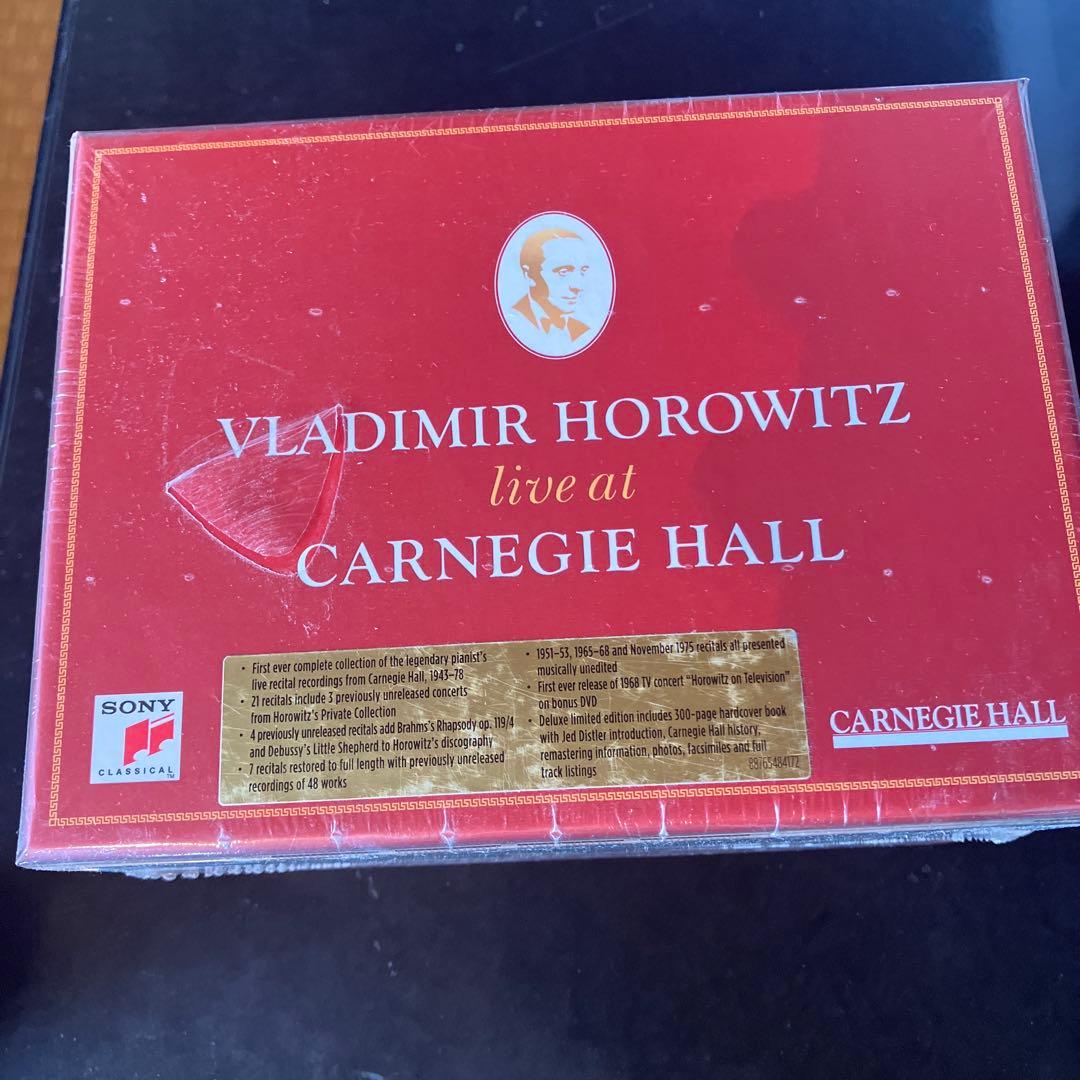 VLADIMIR HOROWITZ
live at
CARNEGIE HALL
• First ever complete collection of the legendary pianist's
live recital recordings from Carnegie Hall, 1943–78
• 21 recitals include 3 previously unreleased concerts
from Horowitz's Private Collection
• 4 previously unreleased recitals add Brahms's Rhapsody op. 119/4
and Debussy's Little Shepherd to Horowitz's discography
• 7 recitals restored to full length with previously unreleased
recordings of 48 works
• 1951–53, 1965–68 and November 1975 recitals all presented
musically unedited
• First ever release of 1968 TV concert "Horowitz on Television"
on bonus DVD
• Deluxe limited edition includes 300-page hardcover book
with Jed Distler introduction, Carnegie Hall history,
remastering information, photos, facsimiles and full
track listings
88765484172
SONY
CLASSICAL™
CARNEGIE HALL